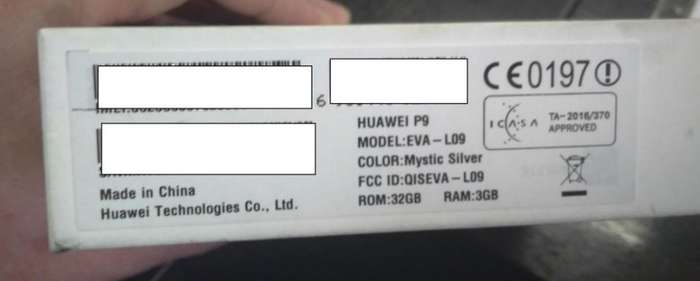 6
Made in China
Huawei Technologies Co., Ltd.
HUAWEI P9
MODEL:EVA-L09
COLOR:Mystic Silver
FCC ID:QISEVA-L09
ROM:32GB RAM:3GB
CE0197
ICASA
TA-2016/370
APPROVED